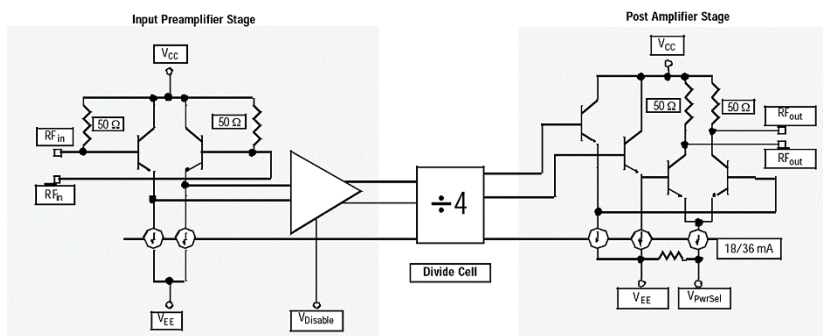 Input Preamplifier Stage
Post Amplifier Stage
VCC
VCC
50 Ω
50 Ω
50 Ω
50 Ω
RFin
RFin
RFout
RFout
÷4
18/36 mA
Divide Cell
VEE
VDisable
VEE
VPwrSel